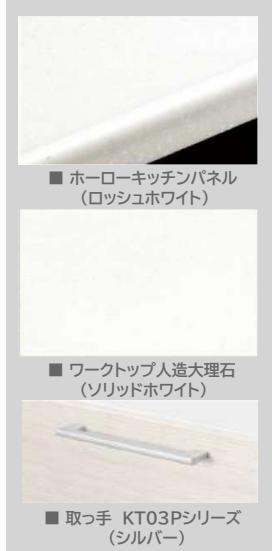 ■ ホーローキッチンパネル
(ロッシュホワイト)
■ ワークトップ人造大理石
(ソリッドホワイト)
■ 取っ手 KT03Pシリーズ
(シルバー)